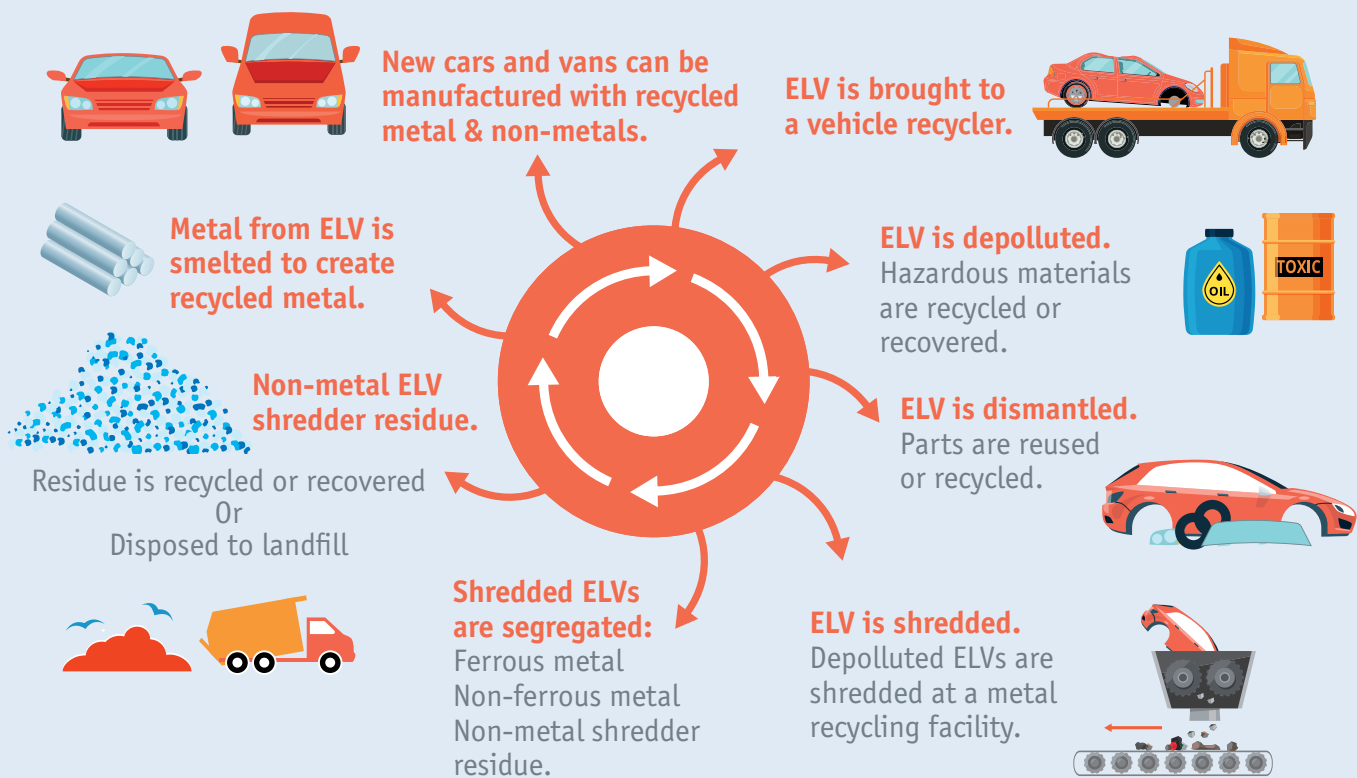 New cars and vans can be
manufactured with recycled
metal & non-metals.
ELV is brought to
a vehicle recycler.
ELV is depolluted.
Hazardous materials
are recycled or
recovered.
OIL
TOXIC
ELV is dismantled.
Parts are reused
or recycled.
ELV is shredded.
Depolluted ELVs are
shredded at a metal
recycling facility.
Shredded ELVs
are segregated:
Ferrous metal
Non-ferrous metal
Non-metal shredder
residue.
Non-metal ELV
shredder residue.
Residue is recycled or recovered
Or
Disposed to landfill
Metal from ELV is
smelted to create
recycled metal.